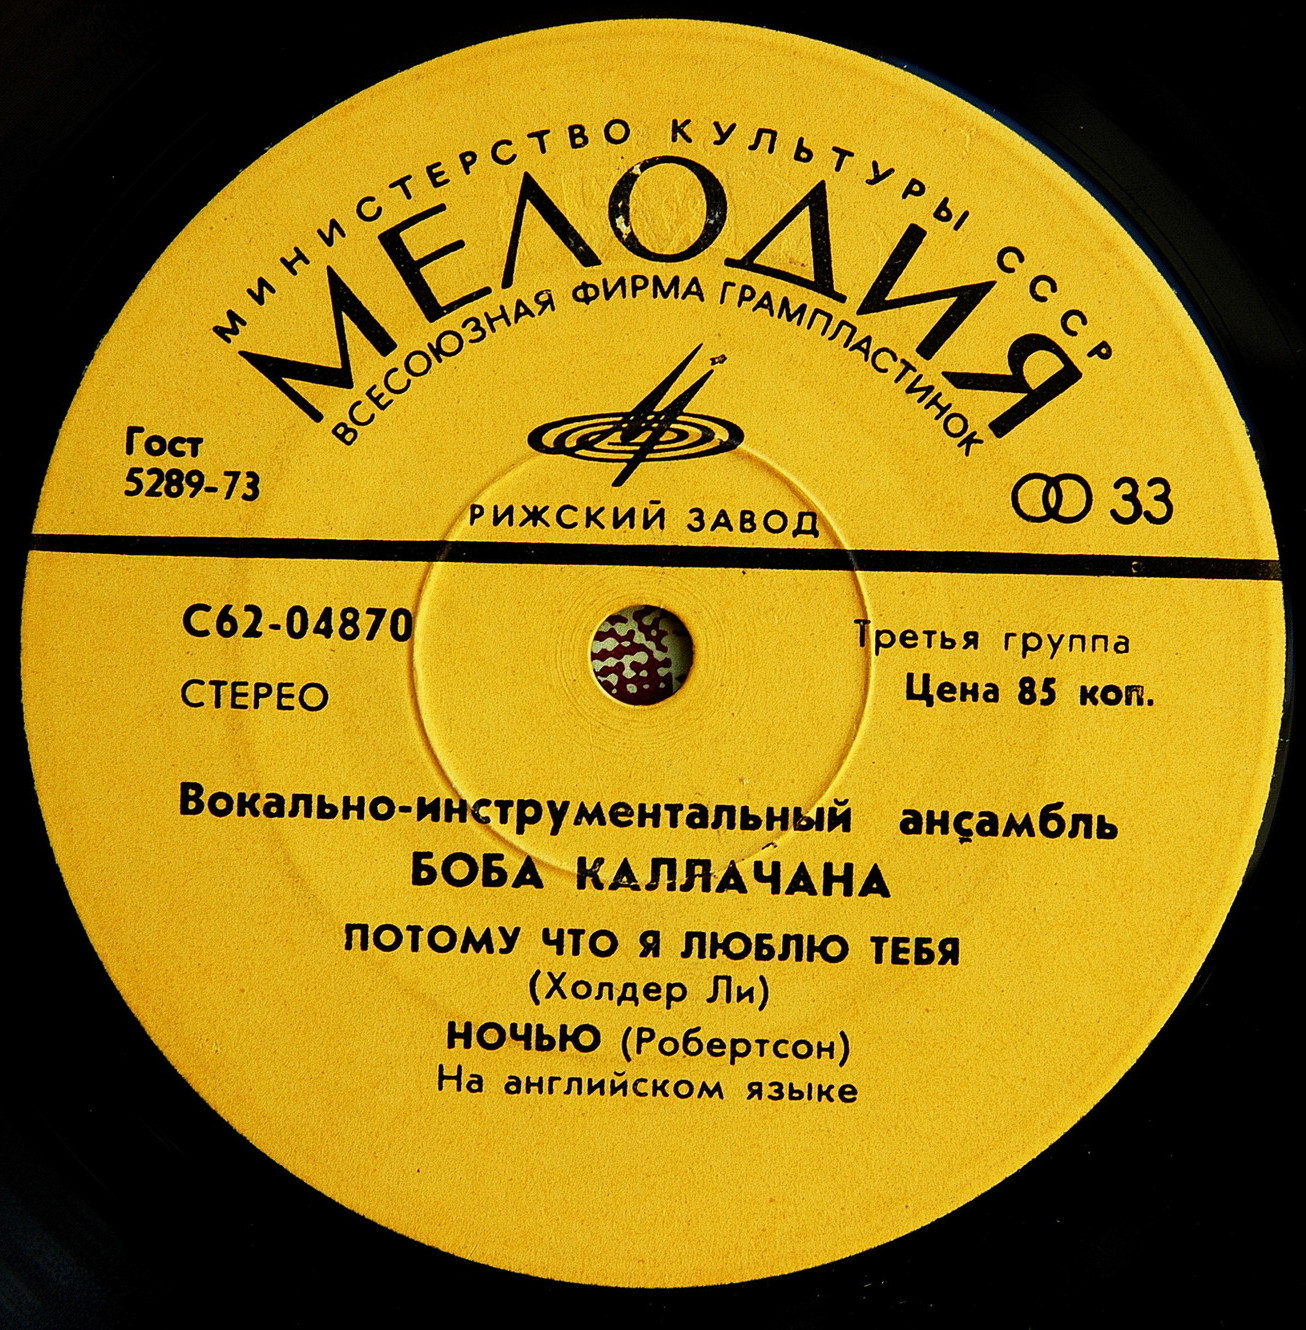 МИНИСТЕРСТВО КУЛЬТУРЫ СССР
МЕЛОДИЯ
ВСЕСОЮЗНАЯ ФИРМА ГРАМПЛАСТИНОК
Гост
5289-73
33
РИЖСКИЙ ЗАВОД
С62-04870
Третья группа
СТЕРЕО
Цена 85 коп.
Вокально-инструментальный ансамбль
БОБА КАЛЛАЧАНА
ПОТОМУ ЧТО Я ЛЮБЛЮ ТЕБЯ
(Холдер Ли)
НОЧЬЮ (Робертсон)
На английском языке